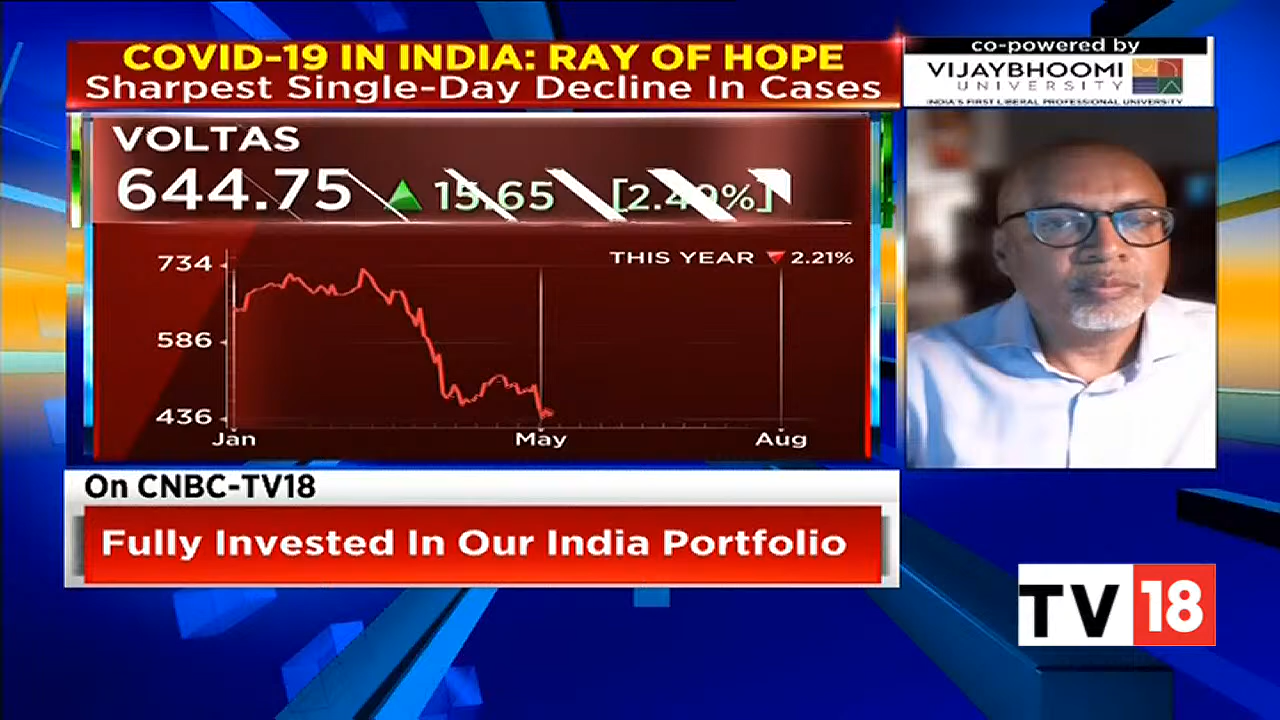 COVID-19 IN INDIA: RAY OF HOPE
Sharpest Single-Day Decline In Cases
co-powered by
VIJAYBHOOMI
UNIVERSITY
INDIA'S FIRST LIBERAL PROFESSIONAL UNIVERSITY
VOLTAS
644.75 ▲ 15.65
THIS YEAR ▼ 2.21%
734
586
436
Jan May Aug
On CNBC-TV18
Fully Invested In Our India Portfolio
TV18